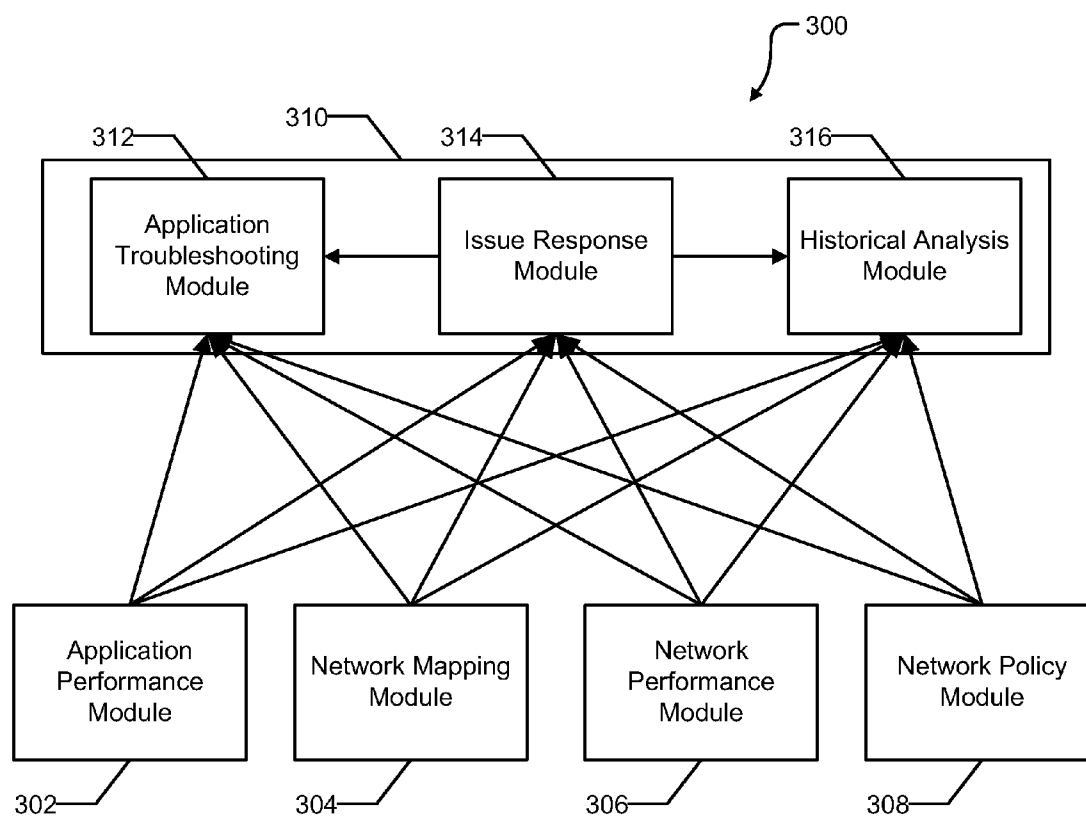 300
312
310
314
316
Application
Troubleshooting
Module
Issue Response
Module
Historical Analysis
Module
Application
Performance
Module
Network Mapping
Module
Network
Performance
Module
Network Policy
Module
302
304
306
308